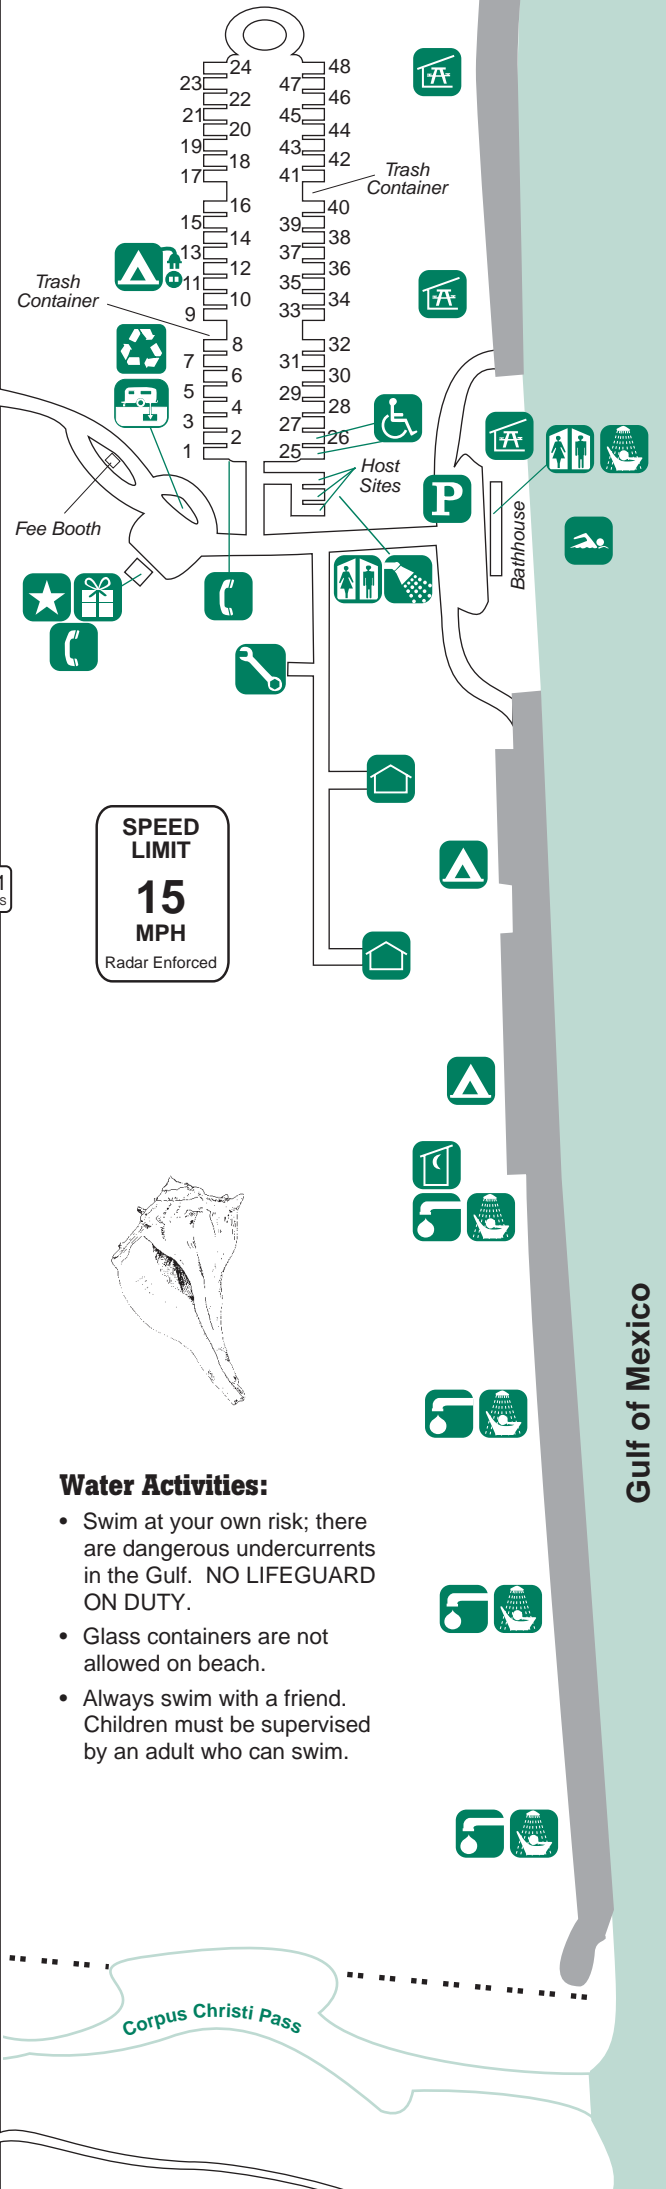 24 48
23 47
22 46
21 45
20 44
19 43
18 42
17 41
Trash
Container
16 40
15 39
14 38
13 37
12 36
11 35
10 34
9 33
Trash
Container
8 32
7 31
6 30
5 29
4 28
3 27
2 26
1 25
Host
Sites
P
Fee Booth
Bathhouse
SPEED
LIMIT
15
MPH
Radar Enforced
Gulf of Mexico
Water Activities:
• Swim at your own risk; there
are dangerous undercurrents
in the Gulf. NO LIFEGUARD
ON DUTY.
• Glass containers are not
allowed on beach.
• Always swim with a friend.
Children must be supervised
by an adult who can swim.
Corpus Christi Pass